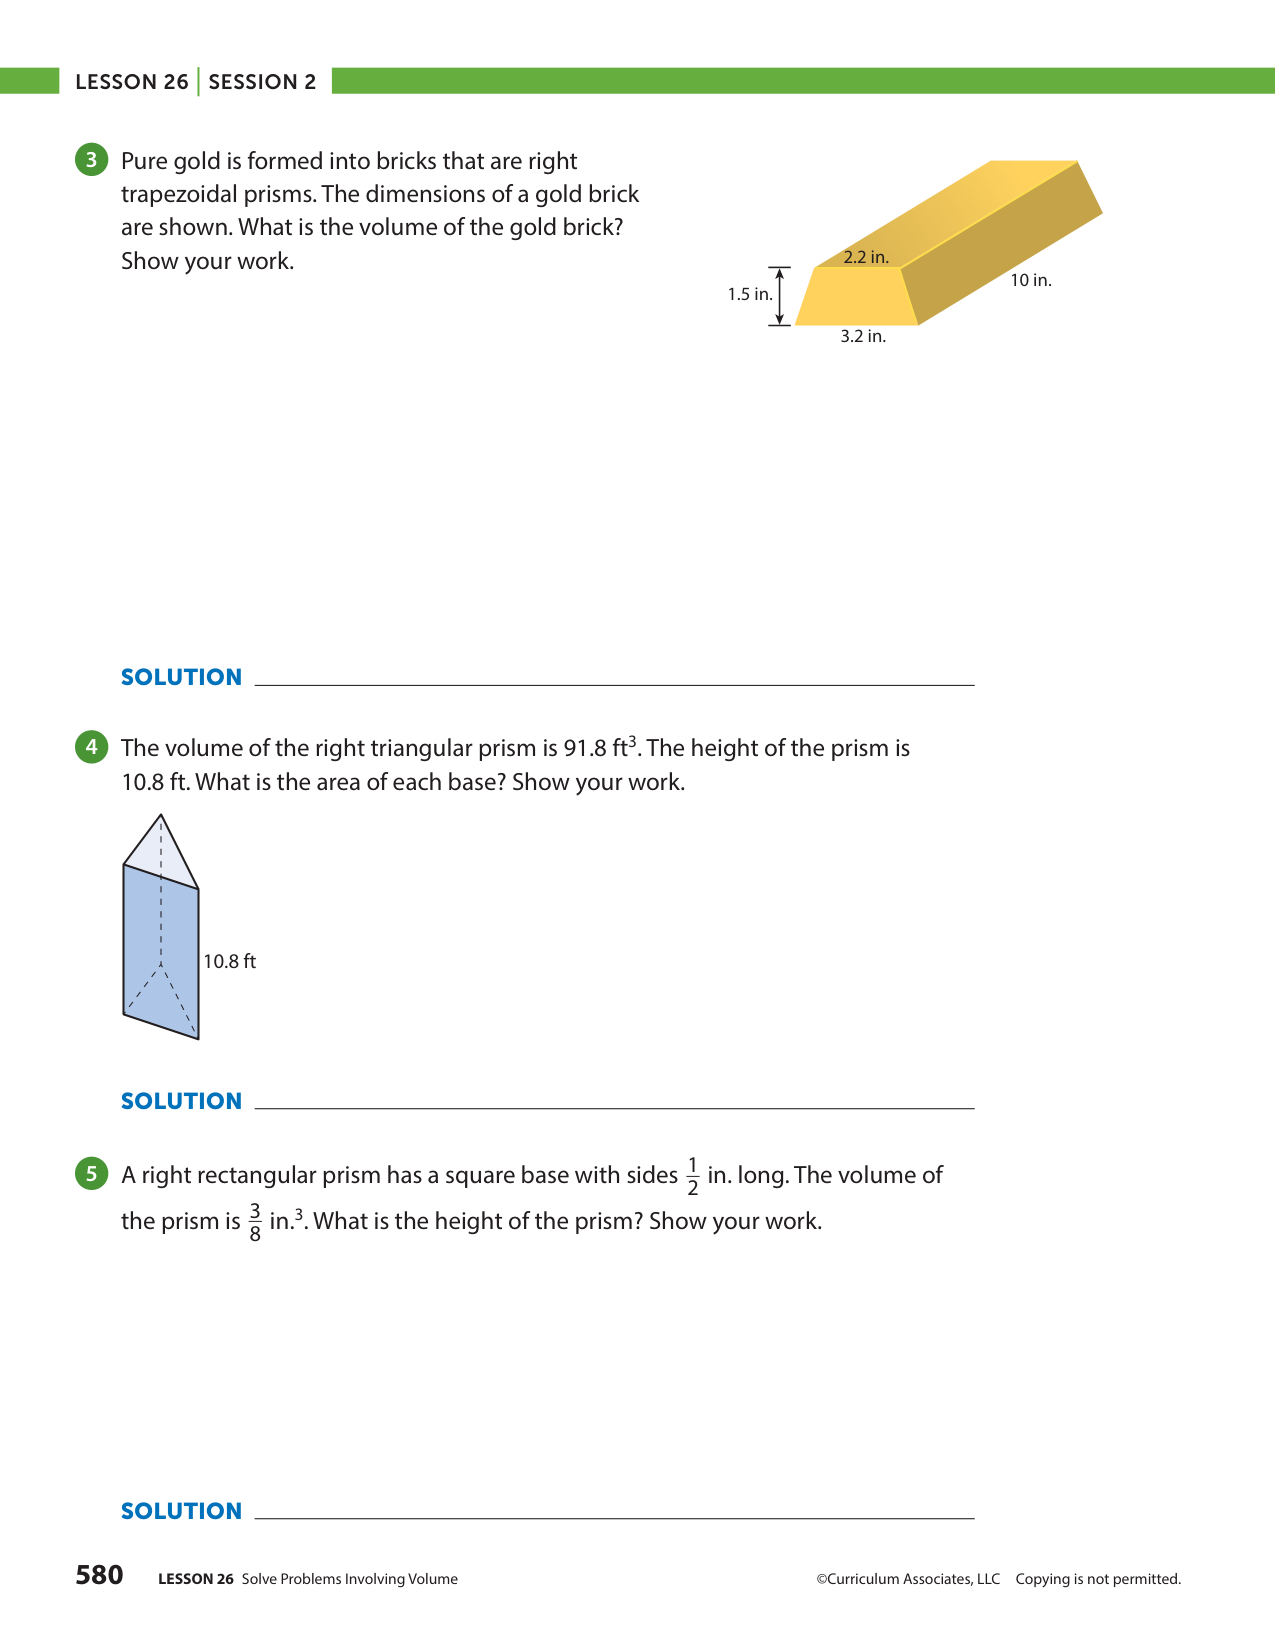 LESSON 26 | SESSION 2
3 Pure gold is formed into bricks that are right
trapezoidal prisms. The dimensions of a gold brick
are shown. What is the volume of the gold brick?
Show your work.
2.2 in.
1.5 in.
10 in.
3.2 in.
SOLUTION
4 The volume of the right triangular prism is 91.8 ft³. The height of the prism is
10.8 ft. What is the area of each base? Show your work.
10.8 ft
SOLUTION
5 A right rectangular prism has a square base with sides 1/2 in. long. The volume of
the prism is 3/8 in.³. What is the height of the prism? Show your work.
SOLUTION
580 LESSON 26 Solve Problems Involving Volume ©Curriculum Associates, LLC Copying is not permitted.